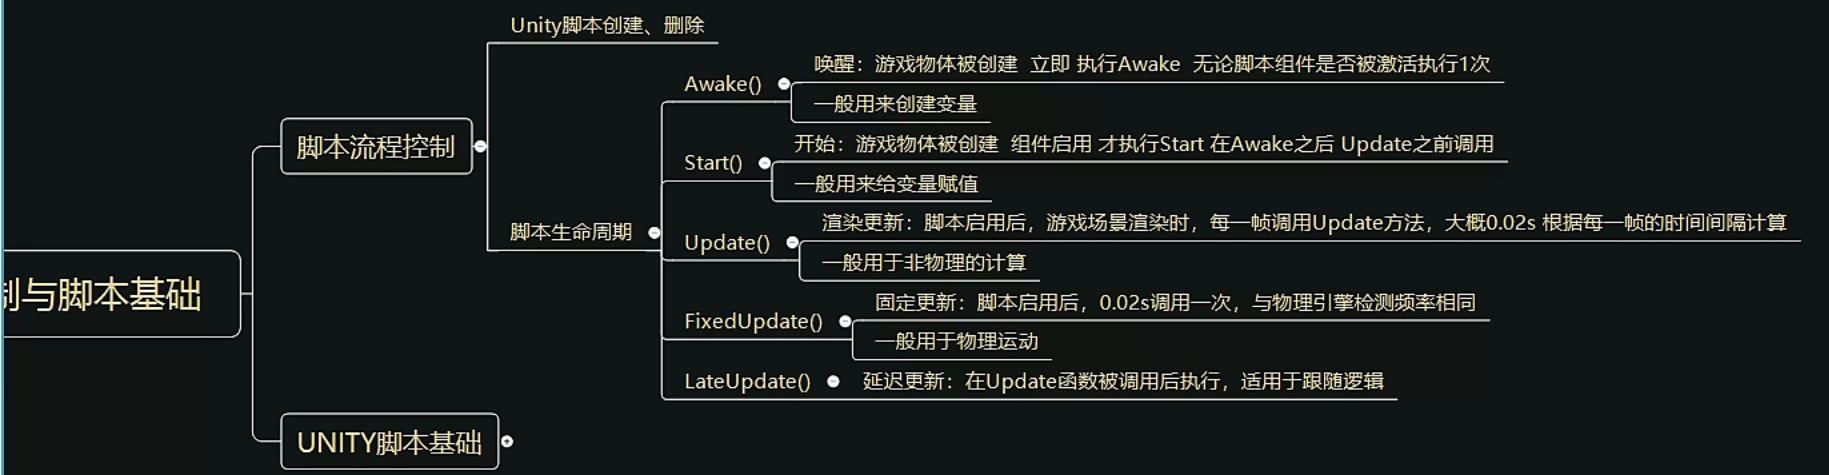 Unity脚本创建、删除
唤醒：游戏物体被创建 立即 执行Awake 无论脚本组件是否被激活执行1次
Awake()
一般用来创建变量
脚本流程控制
开始：游戏物体被创建 组件启用 才执行Start 在Awake之后 Update之前调用
Start()
一般用来给变量赋值
脚本生命周期
渲染更新：脚本启用后，游戏场景渲染时，每一帧调用Update方法，大概0.02s 根据每一帧的时间间隔计算
Update()
一般用于非物理的计算
制与脚本基础
固定更新：脚本启用后，0.02s调用一次，与物理引擎检测频率相同
FixedUpdate()
一般用于物理运动
LateUpdate()
延迟更新：在Update函数被调用后执行，适用于跟随逻辑
UNITY脚本基础